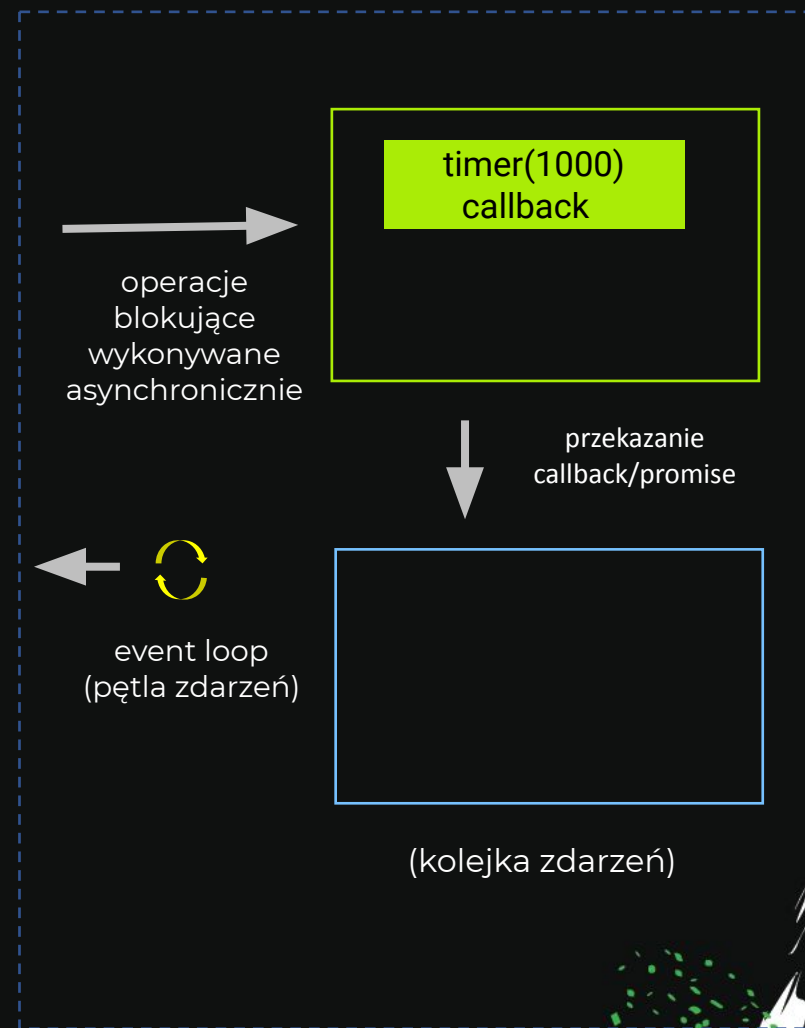 timer(1000)
callback
operacje
blokujące
wykonywane
asynchronicznie
przekazanie
callback/promise
event loop
(pętla zdarzeń)
(kolejka zdarzeń)